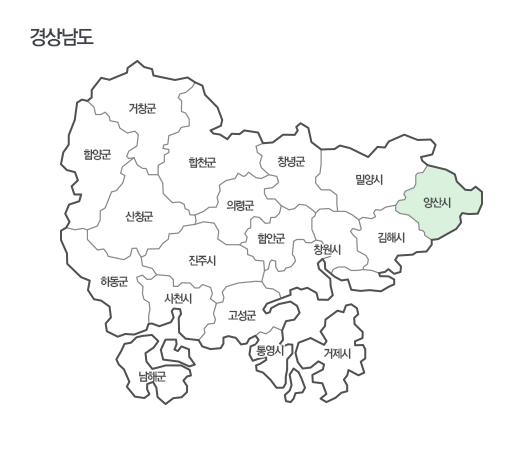 경상남도
거창군
함양군
합천군
창녕군
밀양시
양산시
의령군
산청군
함안군
김해시
창원시
진주시
하동군
사천시
고성군
통영시
거제시
남해군